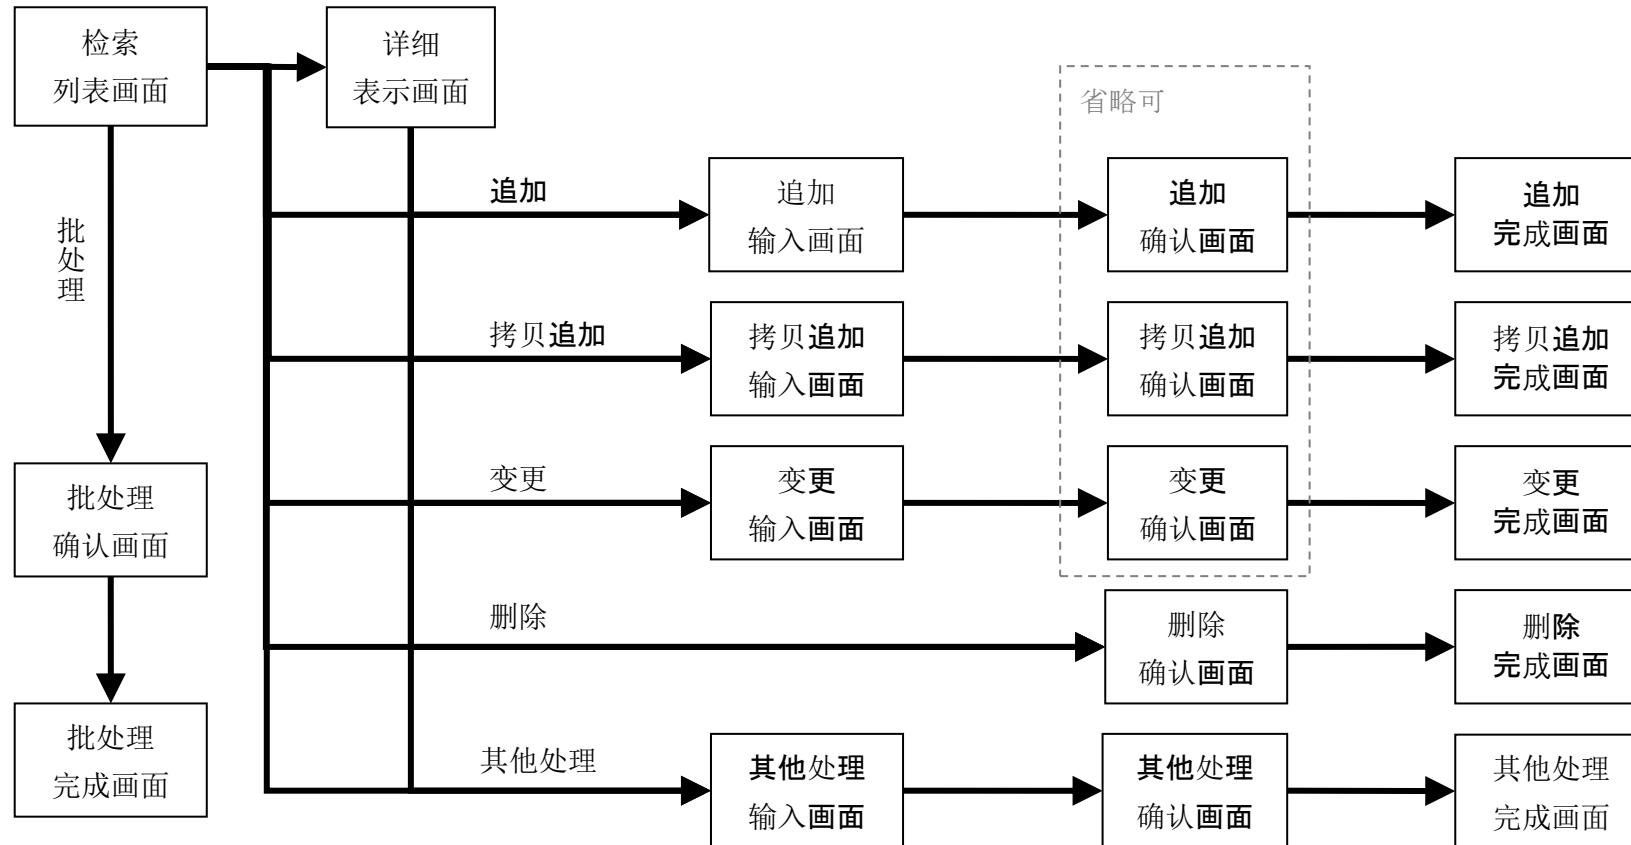 检索
列表画面
详细
表示画面
省略可
追加
追加
输入画面
追加
确认画面
追加
完成画面
批处理
拷贝追加
拷贝追加
输入画面
拷贝追加
确认画面
拷贝追加
完成画面
变更
变更
输入画面
变更
确认画面
变更
完成画面
批处理
确认画面
删除
删除
确认画面
删除
完成画面
批处理
完成画面
其他处理
其他处理
输入画面
其他处理
确认画面
其他处理
完成画面